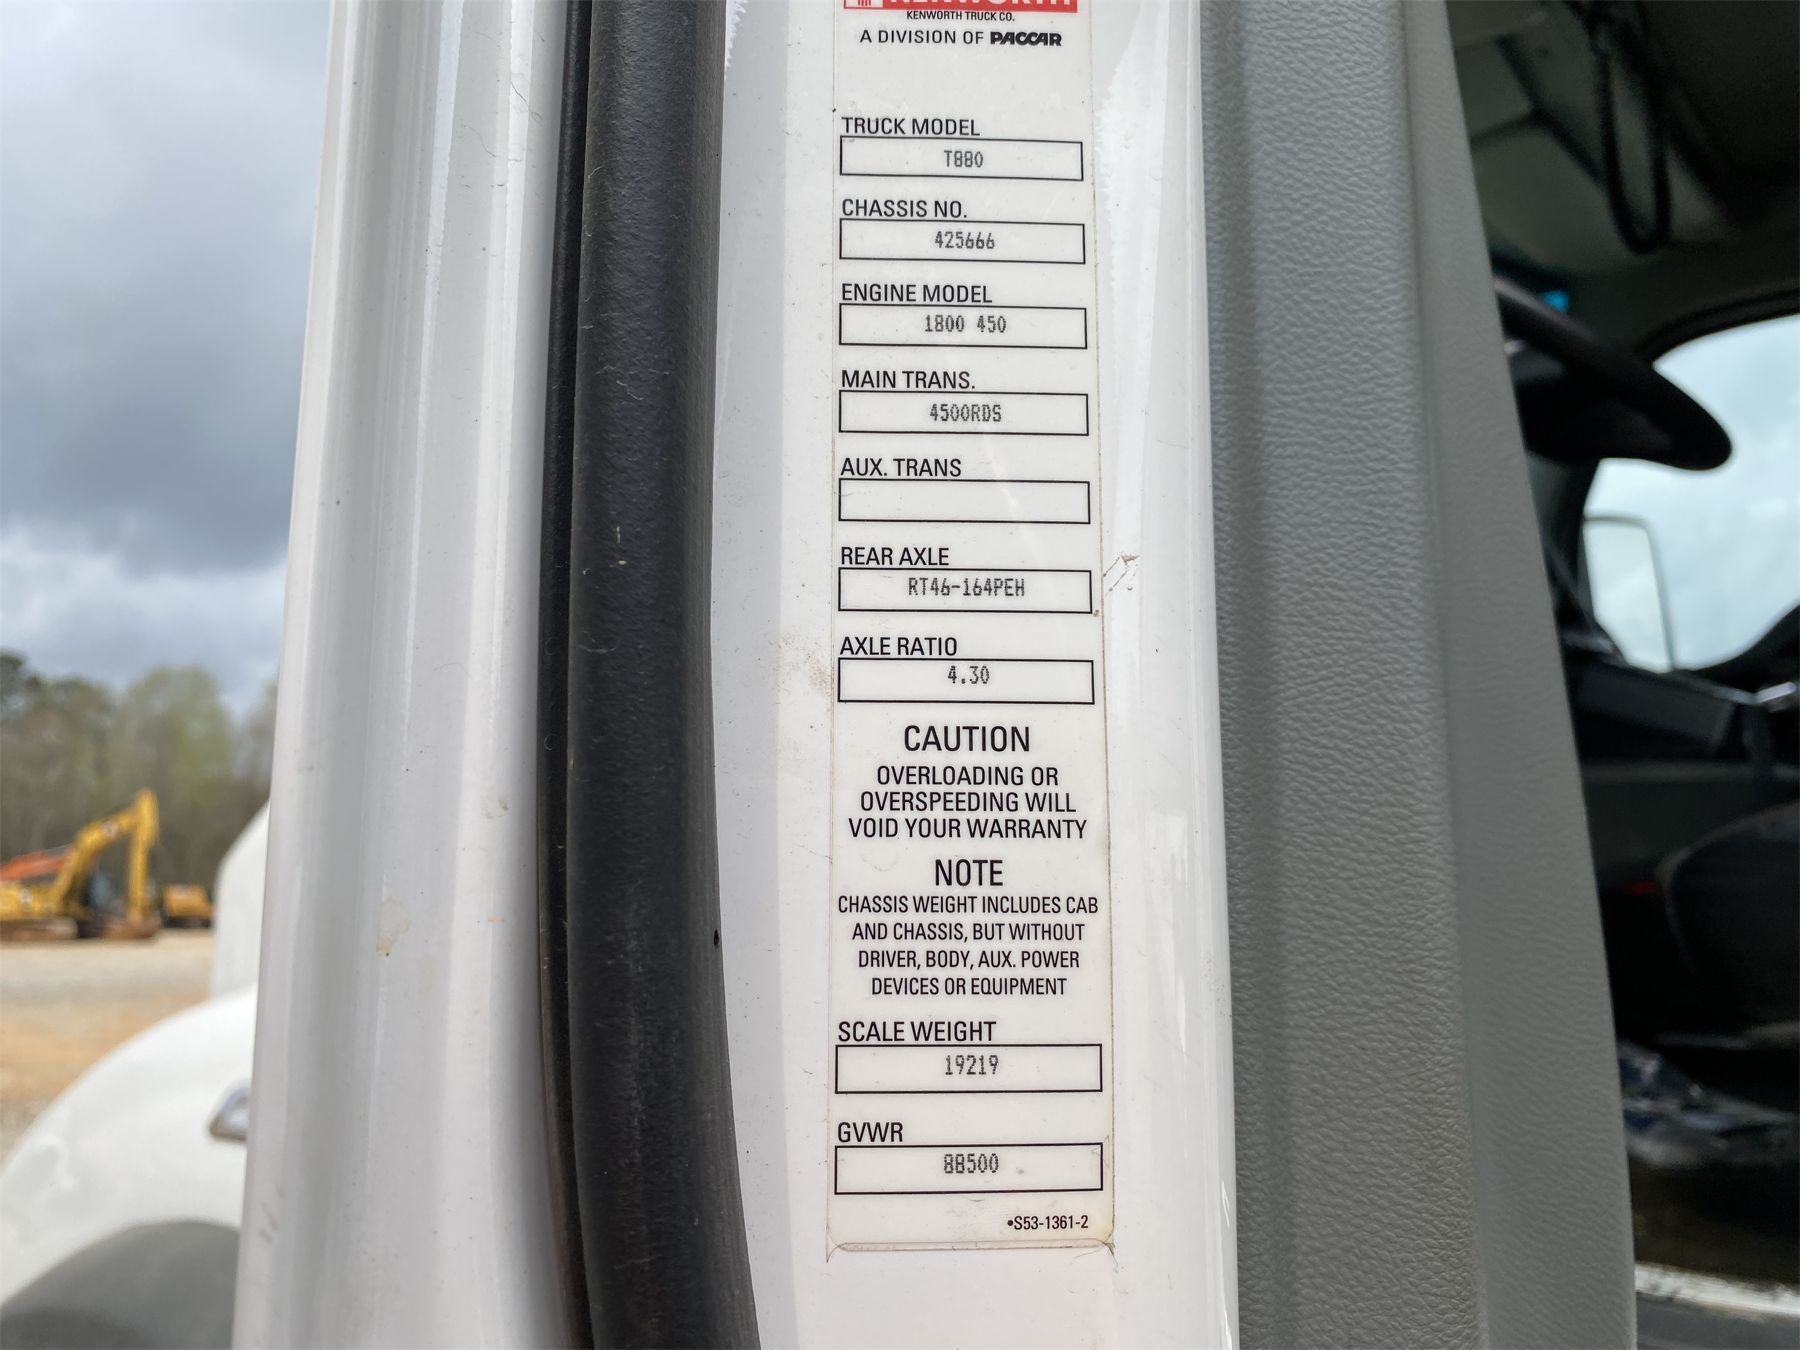 KENWORTH
KENWORTH TRUCK CO.
A DIVISION OF PACCAR
TRUCK MODEL
T880
CHASSIS NO.
425666
ENGINE MODEL
1800 450
MAIN TRANS.
4500RDS
AUX. TRANS
REAR AXLE
RT46-164PEH
AXLE RATIO
4.30
CAUTION
OVERLOADING OR
OVERSPEEDING WILL
VOID YOUR WARRANTY
NOTE
CHASSIS WEIGHT INCLUDES CAB
AND CHASSIS, BUT WITHOUT
DRIVER, BODY, AUX. POWER
DEVICES OR EQUIPMENT
SCALE WEIGHT
19219
GVWR
88500
•S53-1361-2